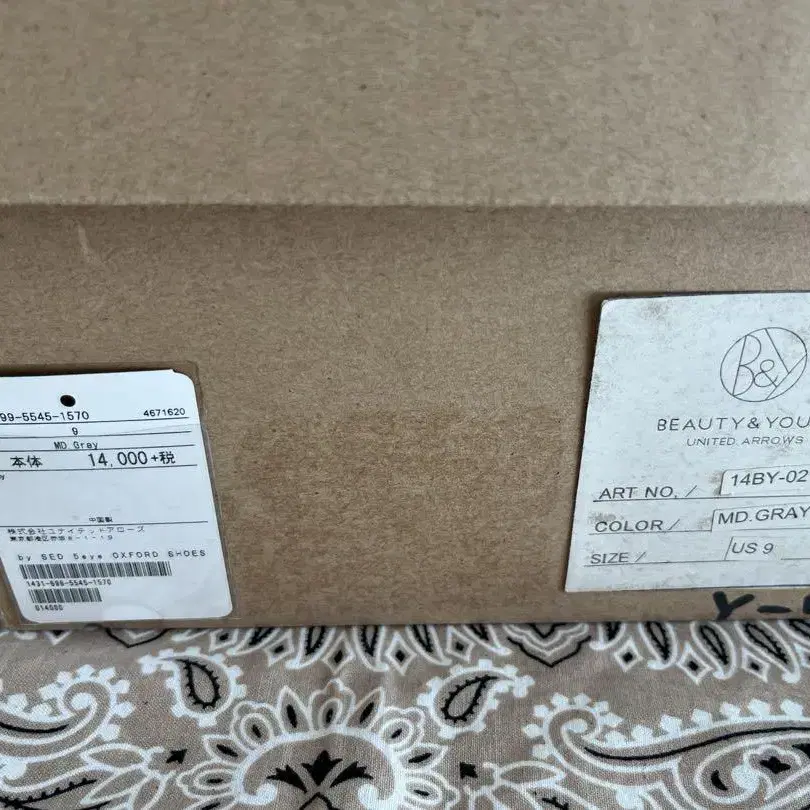 99-5545-1570 4671620
9
MD.Gray
本体 14,000+税
中国製
株式会社ユナイテッドアローズ
by SED 5eye OXFORD SHOES
1431-699-5545-1570
014000
B&Y
BEAUTY & YOU
UNITED ARROWS
ART NO, / 14BY-02
COLOR / MD.GRAY
SIZE / US 9